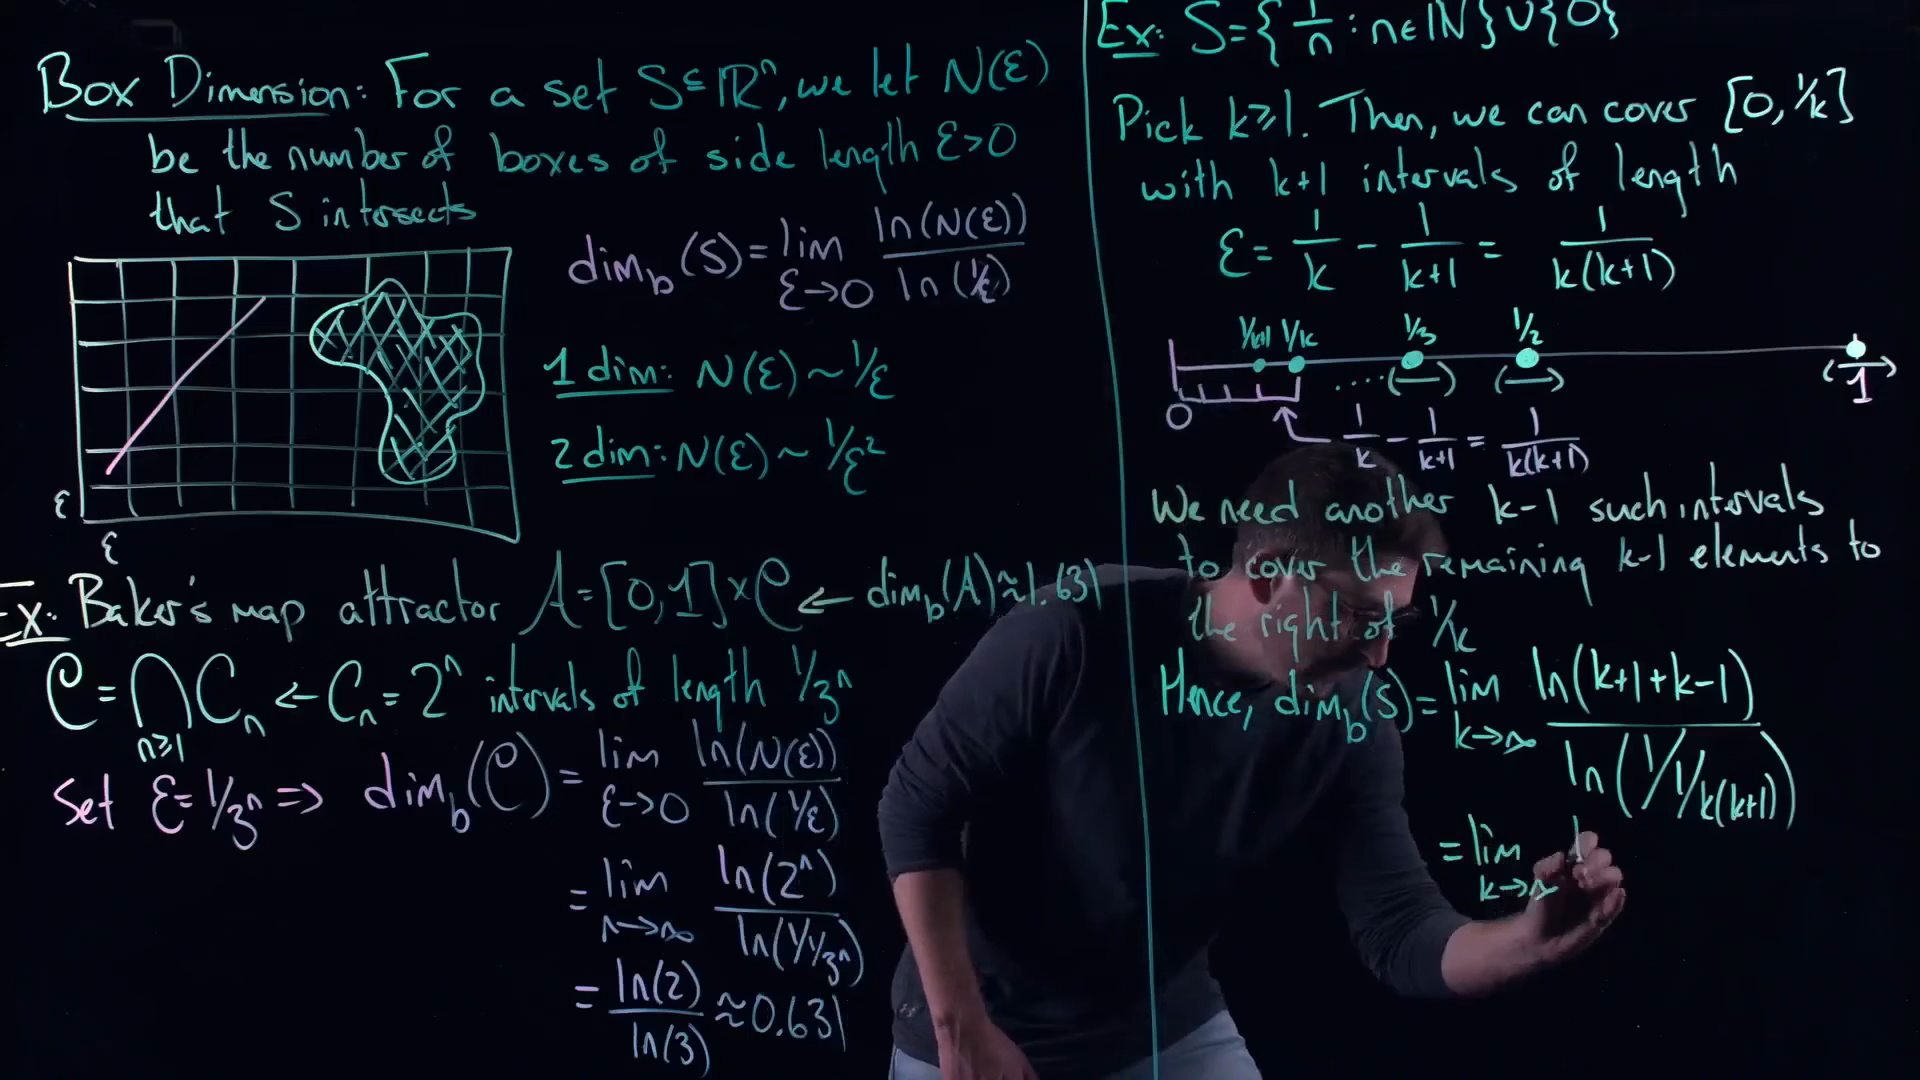 Box Dimension: For a set S ⊆ ℝⁿ, we let N(ε)
be the number of boxes of side length ε>0
that S intersects
dim_b(S) = lim_{ε→0} ln(N(ε)) / ln(1/ε)
1 dim: N(ε) ~ 1/ε
2 dim: N(ε) ~ 1/ε²
ε
ε
Ex: Baker's map attractor A = [0,1] × C ← dim_b(A) ≈ 1.631
C = ⋂_{n≥1} C_n ← C_n = 2ⁿ intervals of length 1/3ⁿ
Set ε = 1/3ⁿ ⇒ dim_b(C) = lim_{ε→0} ln(N(ε)) / ln(1/ε)
= lim_{n→∞} ln(2ⁿ) / ln(1/1/3ⁿ)
= ln(2) / ln(3) ≈ 0.631
Ex: S = {1/n : n ∈ ℕ} ∪ {0}
Pick k ≥ 1. Then, we can cover [0, 1/k]
with k+1 intervals of length
ε = 1/k - 1/(k+1) = 1/(k(k+1))
1/k+1 1/k 1/3 1/2
0 .... 1
1/k - 1/(k+1) = 1/(k(k+1))
We need another k-1 such intervals
to cover the remaining k-1 elements to
the right of 1/k
Hence, dim_b(S) = lim_{k→∞} ln(k+1+k-1) / ln(1/1/k(k+1))
= lim_{k→∞}